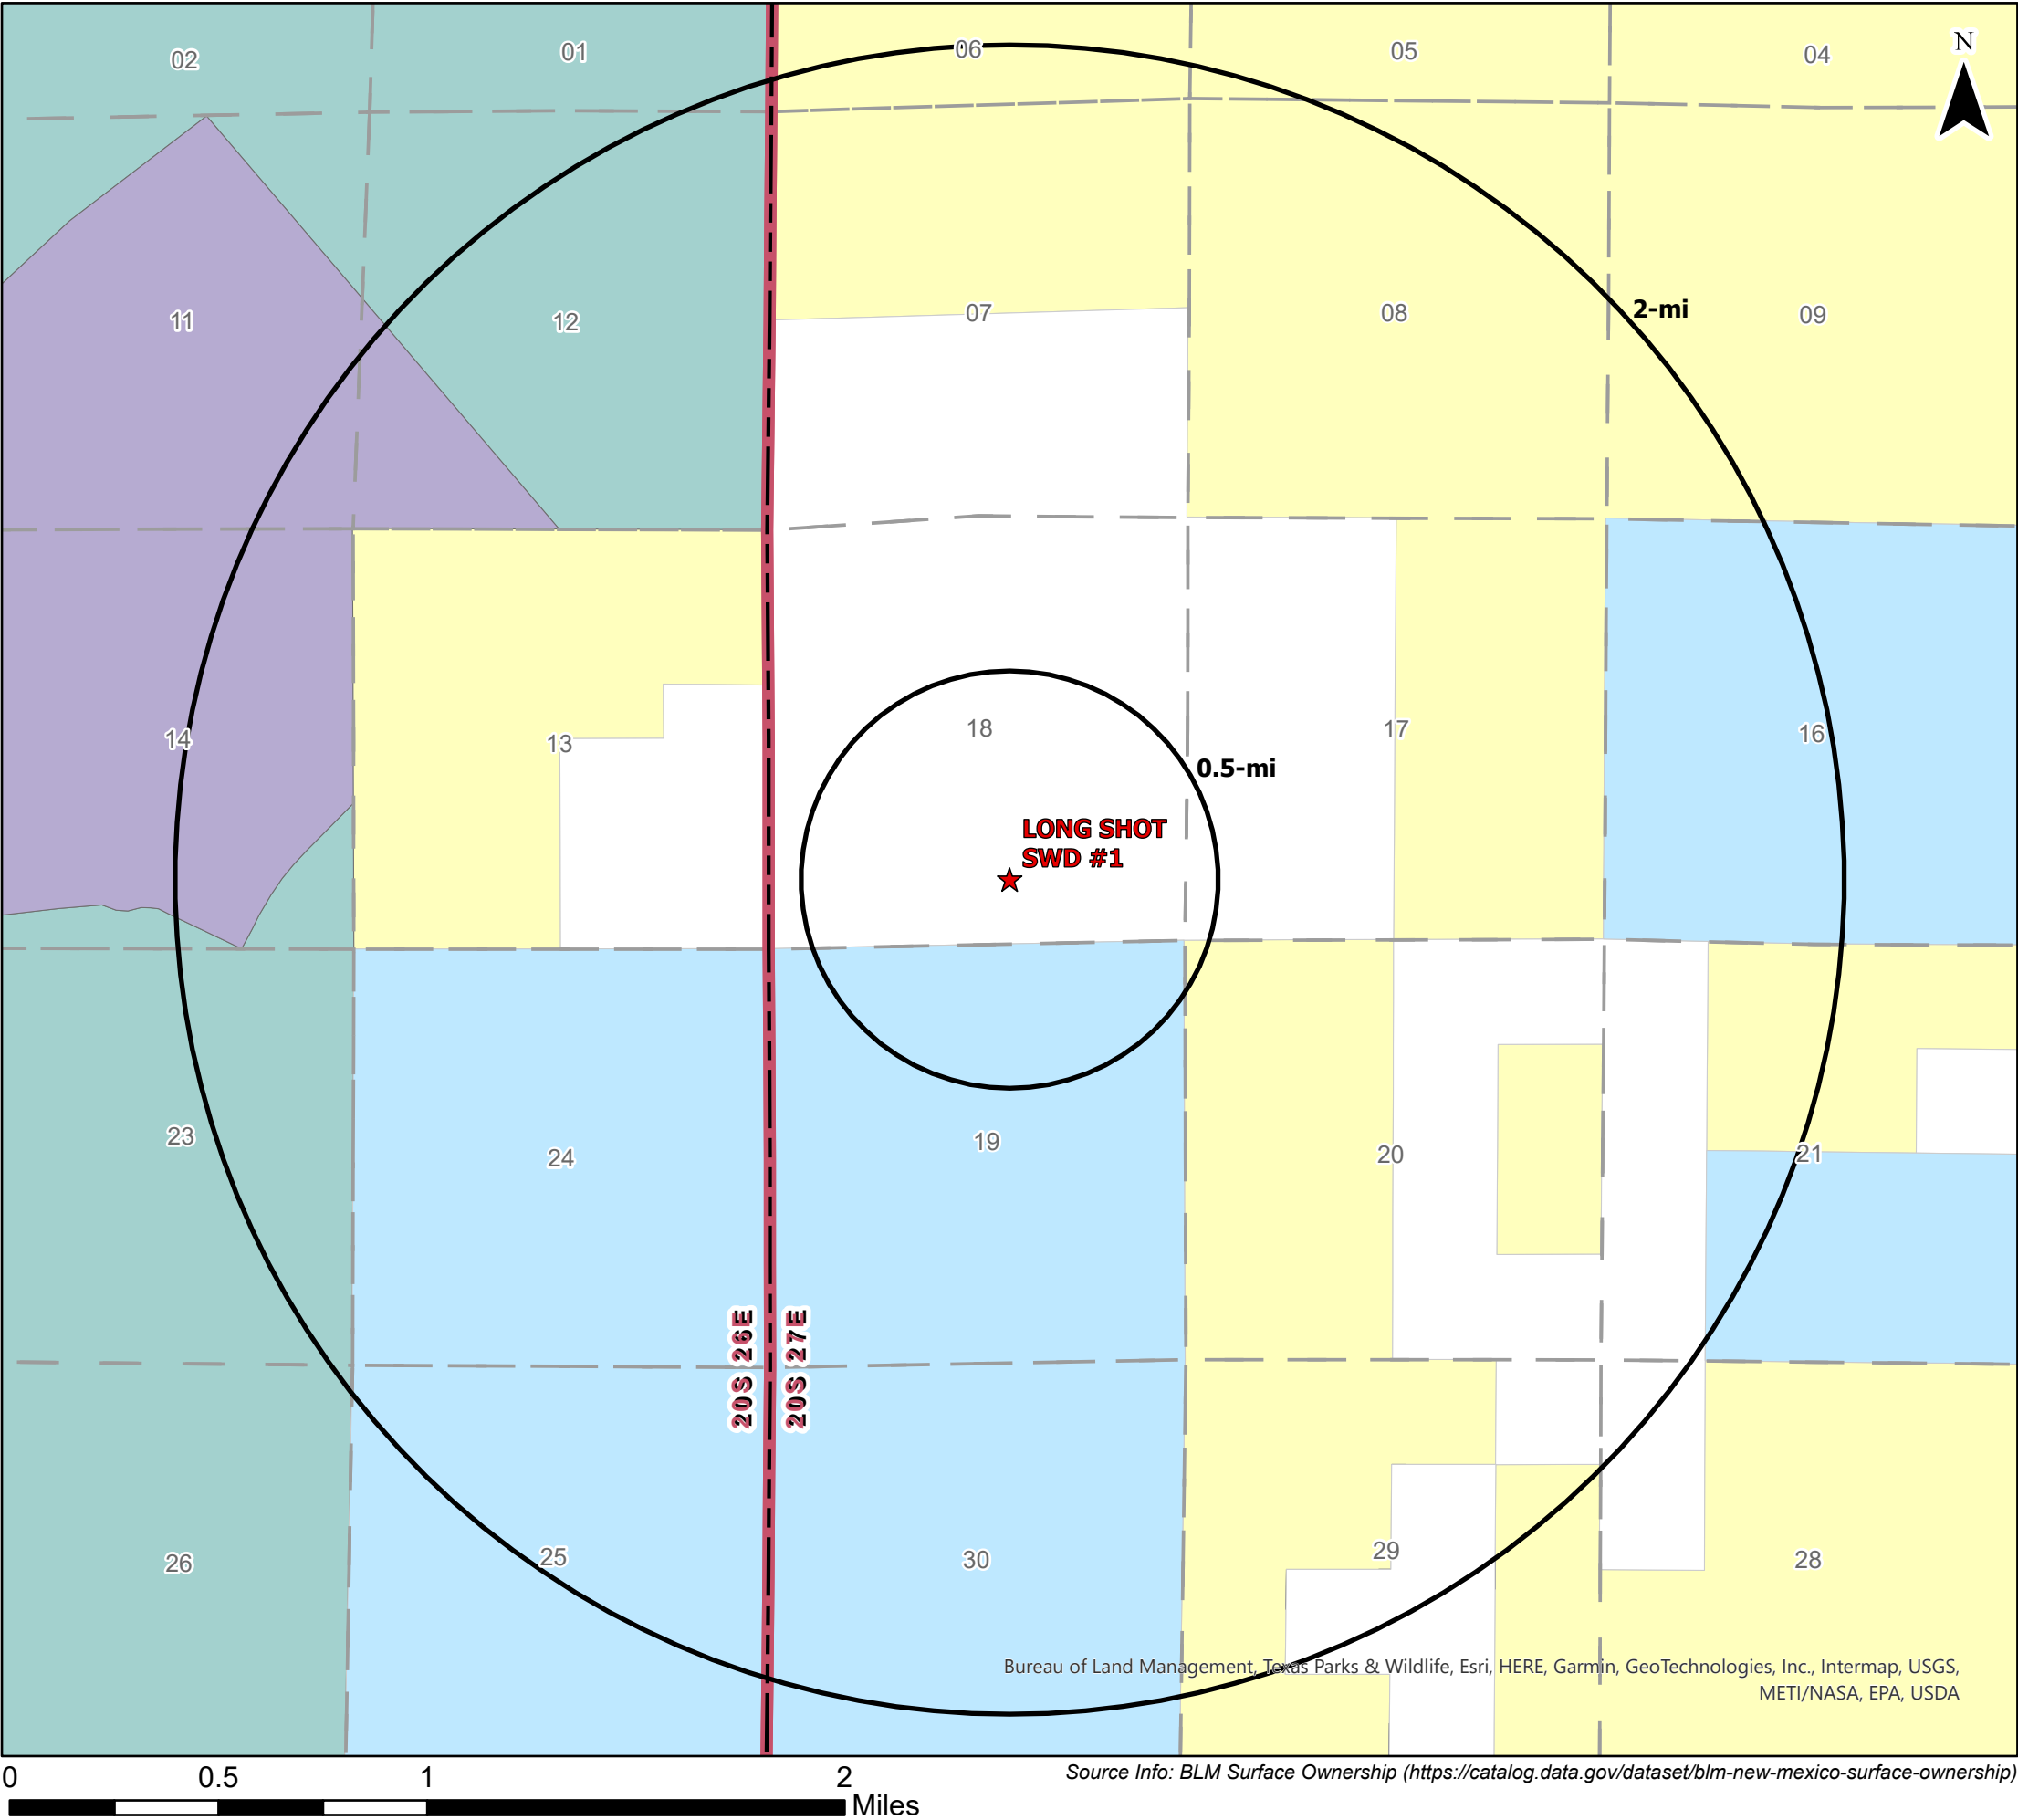 02
01
06
05
04
N
11
12
07
08
2-mi
09
14
13
18
17
16
0.5-mi
LONG SHOT
SWD #1
23
24
19
20
21
20S 26E
20S 27E
26
25
30
29
28
Bureau of Land Management, Texas Parks & Wildlife, Esri, HERE, Garmin, GeoTechnologies, Inc., Intermap, USGS,
METI/NASA, EPA, USDA
0 0.5 1 2
Miles
Source Info: BLM Surface Ownership (https://catalog.data.gov/dataset/blm-new-mexico-surface-ownership)